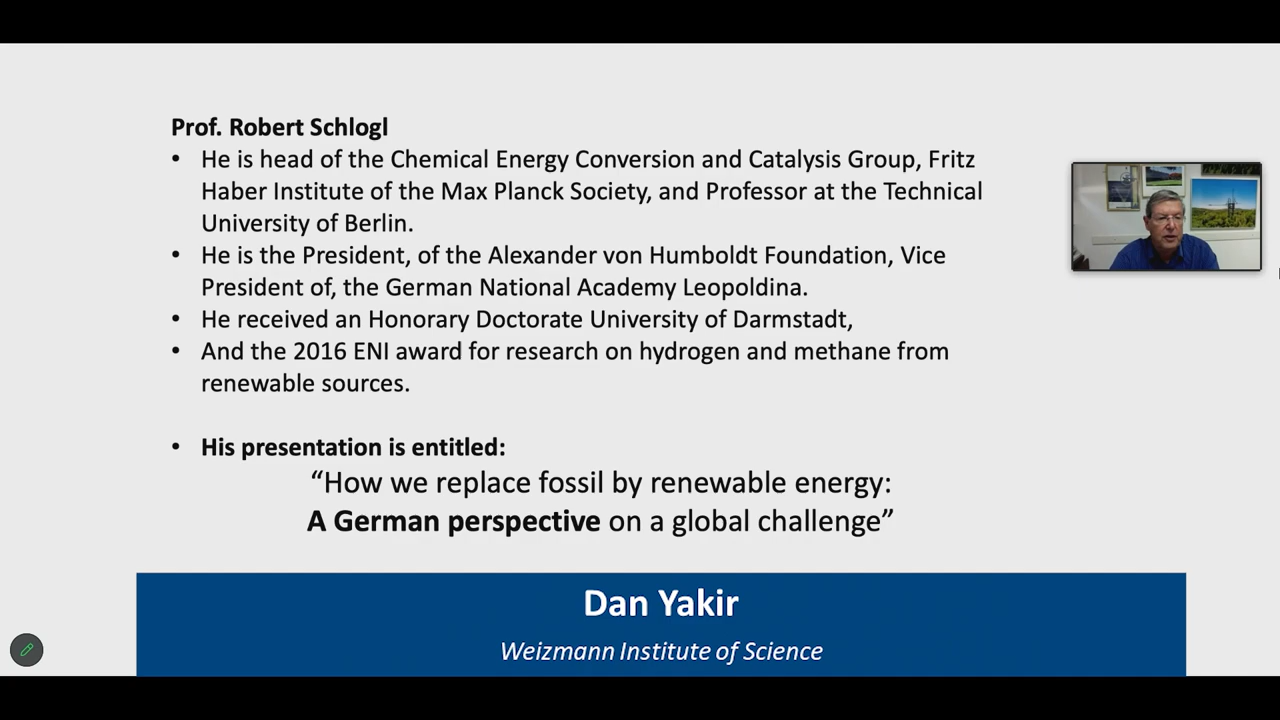 Prof. Robert Schlogl
• He is head of the Chemical Energy Conversion and Catalysis Group, Fritz
Haber Institute of the Max Planck Society, and Professor at the Technical
University of Berlin.
• He is the President, of the Alexander von Humboldt Foundation, Vice
President of, the German National Academy Leopoldina.
• He received an Honorary Doctorate University of Darmstadt,
• And the 2016 ENI award for research on hydrogen and methane from
renewable sources.
• His presentation is entitled:
“How we replace fossil by renewable energy:
A German perspective on a global challenge”
Dan Yakir
Weizmann Institute of Science